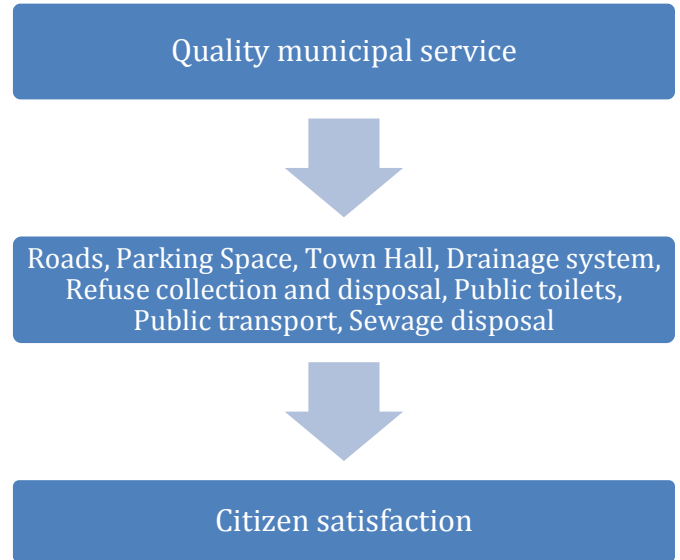 Quality municipal service
Roads, Parking Space, Town Hall, Drainage system,
Refuse collection and disposal, Public toilets,
Public transport, Sewage disposal
Citizen satisfaction